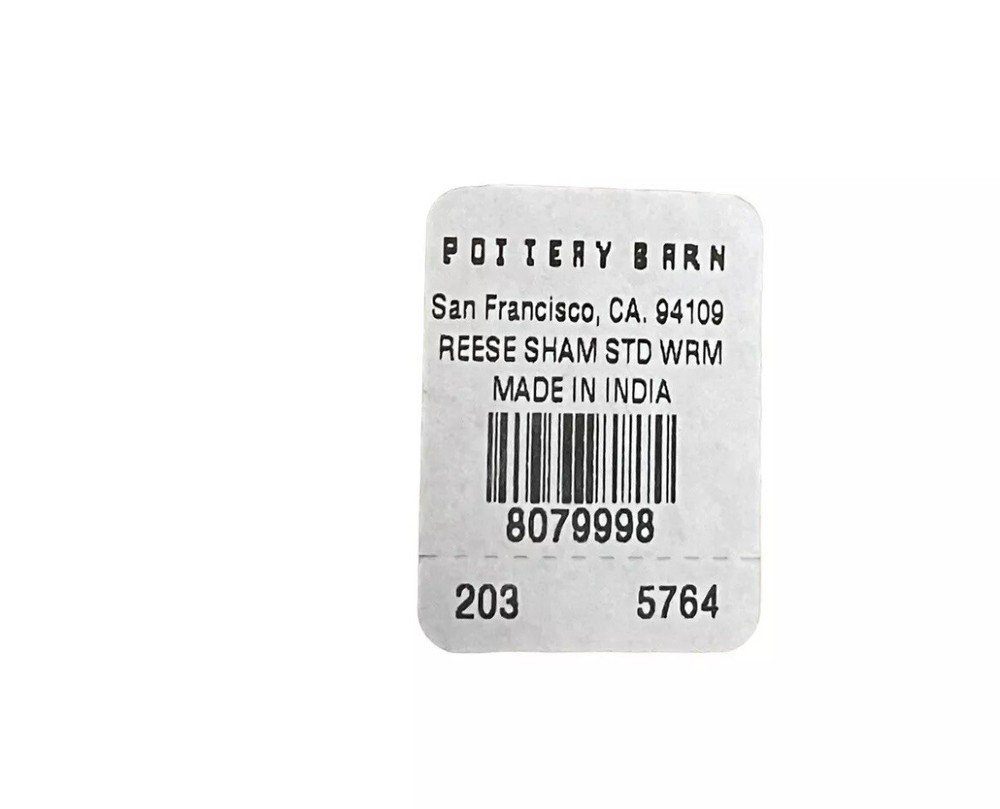 POTTERY BARN
San Francisco, CA. 94109
REESE SHAM STD WRM
MADE IN INDIA
8079998
203 5764